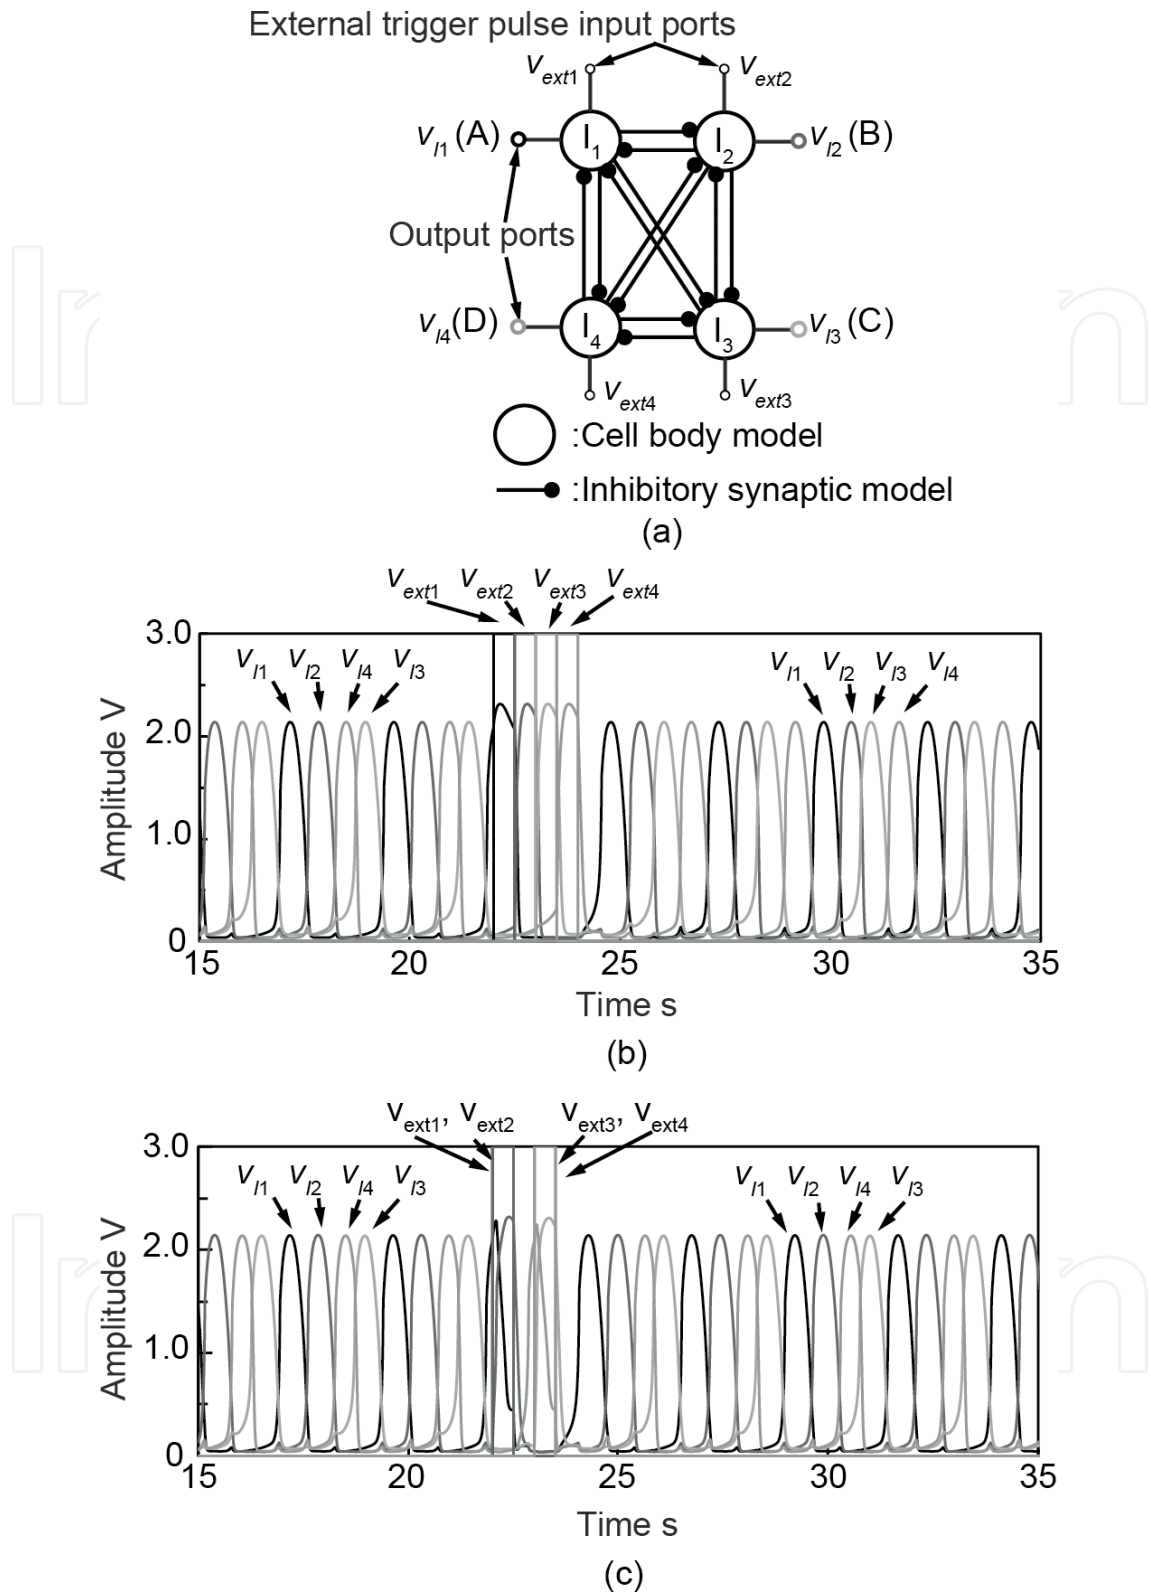 External trigger pulse input ports
vext1 vext2
vI1 (A) I1 I2 vI2 (B)
Output ports
vI4(D) I4 I3 vI3 (C)
vext4 vext3
:Cell body model
:Inhibitory synaptic model
(a)
vext1 vext2 vext3 vext4
3.0
vI1 vI2 vI4 vI3 vI1 vI2 vI3 vI4
2.0
Amplitude V
1.0
0
15 20 25 30 35
Time s
(b)
vext1, vext2 vext3, vext4
3.0
vI1 vI2 vI4 vI3 vI1 vI2 vI4 vI3
2.0
Amplitude V
1.0
0
15 20 25 30 35
Time s
(c)